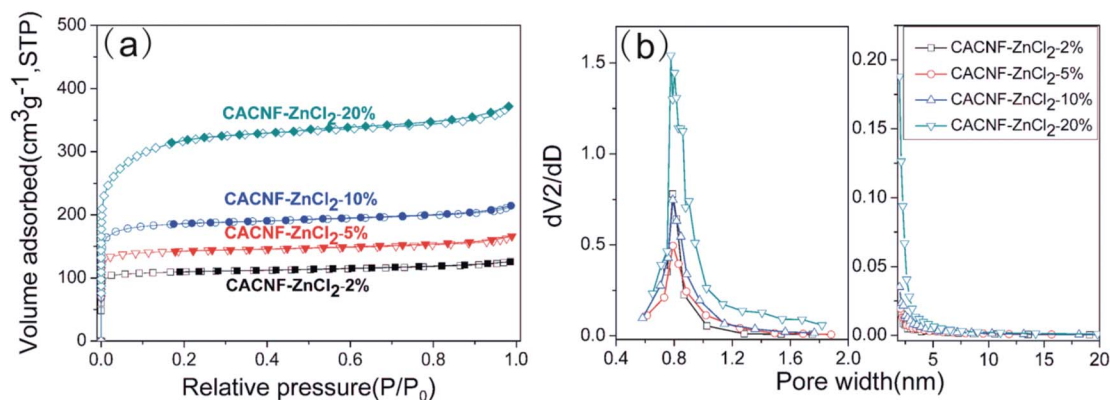 (a)
500
400
300
200
100
0
Volume adsorbed(cm³g⁻¹,STP)
CACNF-ZnCl₂-20%
CACNF-ZnCl₂-10%
CACNF-ZnCl₂-5%
CACNF-ZnCl₂-2%
0.0 0.2 0.4 0.6 0.8 1.0
Relative pressure(P/P₀)
(b)
1.5
1.0
0.5
0.0
dV2/dD
0.4 0.8 1.2 1.6 2.0
0.20
0.15
0.10
0.05
0.00
CACNF-ZnCl₂-2%
CACNF-ZnCl₂-5%
CACNF-ZnCl₂-10%
CACNF-ZnCl₂-20%
5 10 15 20
Pore width(nm)